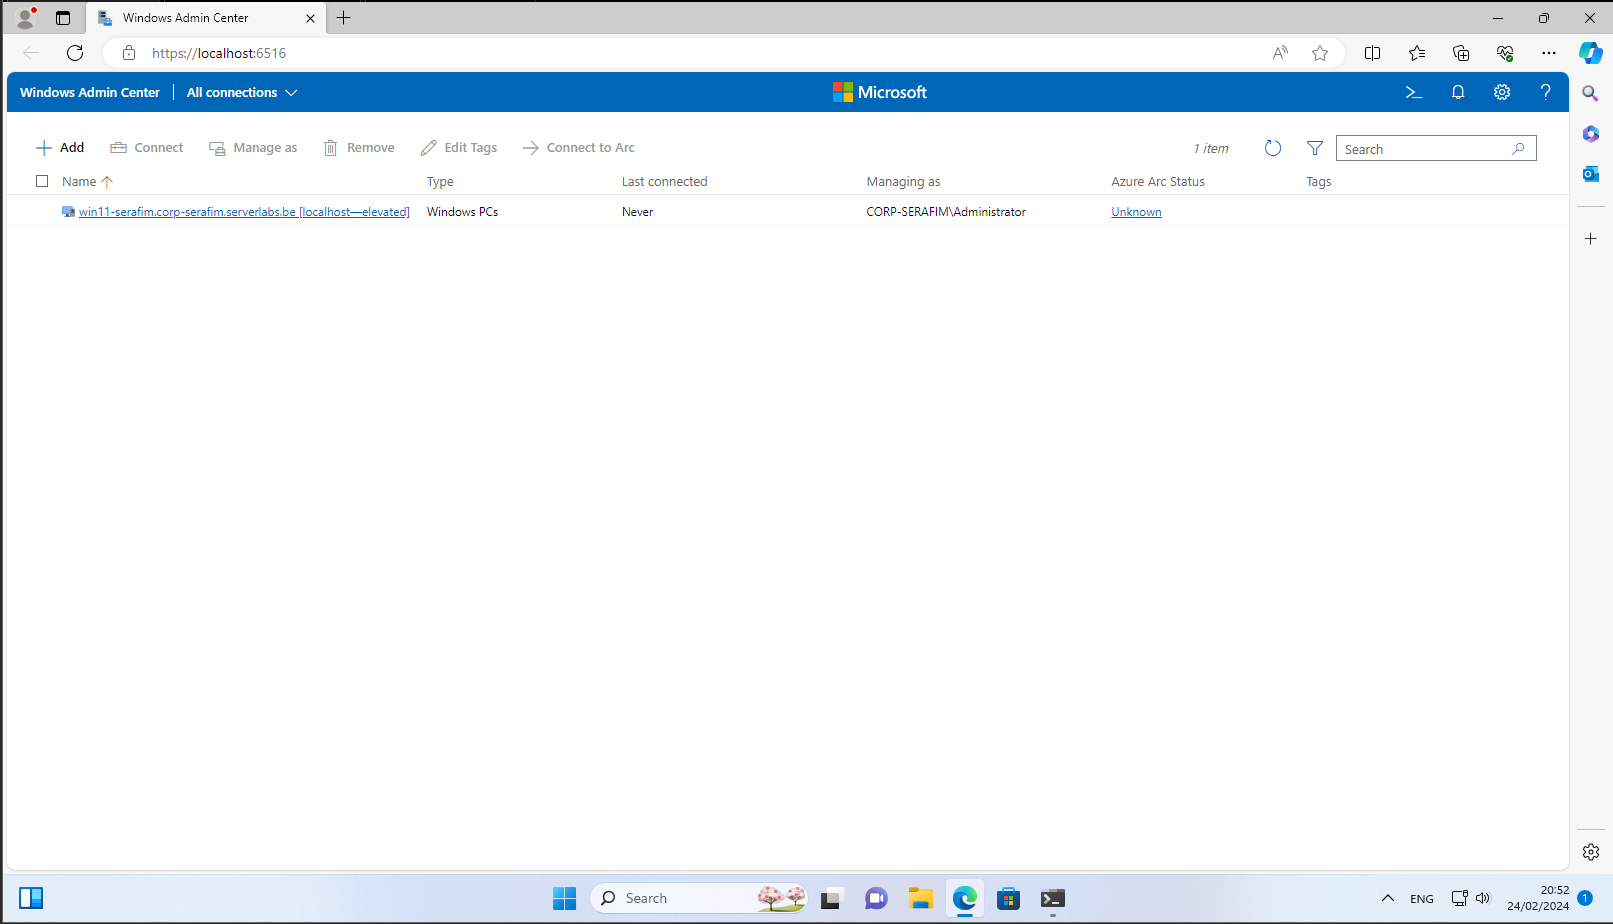 Windows Admin Center
https://localhost:6516
Windows Admin Center All connections Microsoft
Add Connect Manage as Remove Edit Tags Connect to Arc 1 item Search
Name Type Last connected Managing as Azure Arc Status Tags
win11-serafim.corp-serafim.serverlabs.be [localhost—elevated] Windows PCs Never CORP-SERAFIM\Administrator Unknown
Search ENG 20:52 1
24/02/2024